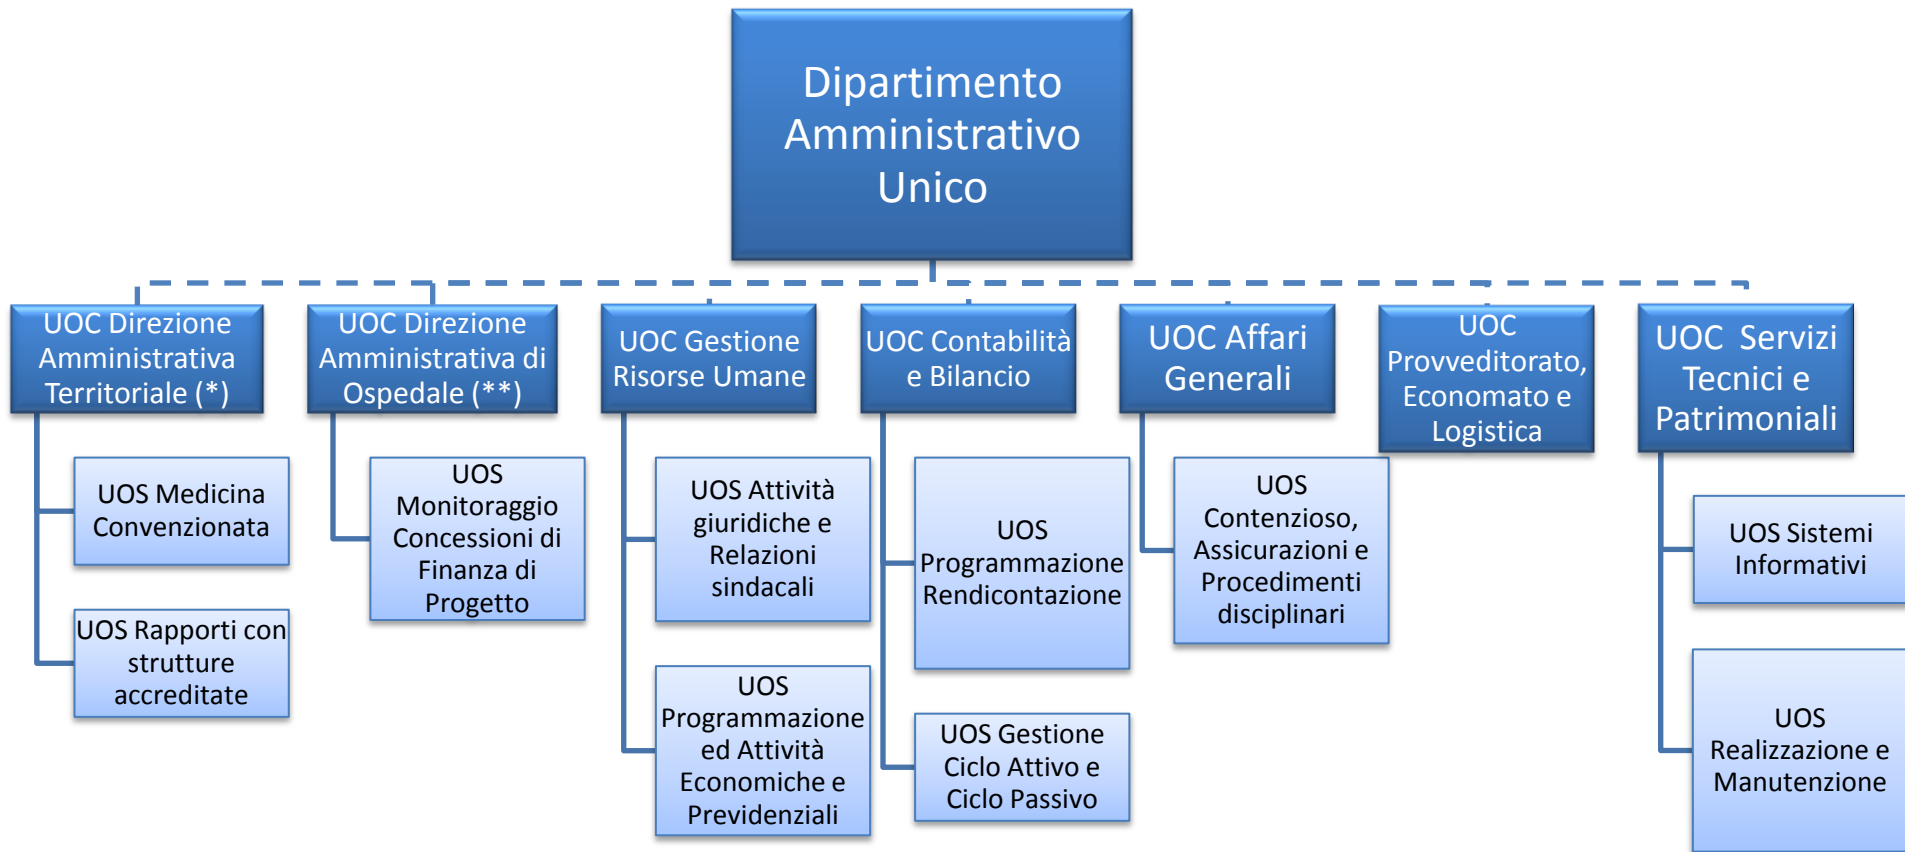 Dipartimento
Amministrativo
Unico
UOC Direzione
Amministrativa
Territoriale (*)
UOC Direzione
Amministrativa di
Ospedale (**)
UOC Gestione
Risorse Umane
UOC Contabilità
e Bilancio
UOC Affari
Generali
UOC
Provveditorato,
Economato e
Logistica
UOC Servizi
Tecnici e
Patrimoniali
UOS Medicina
Convenzionata
UOS Rapporti con
strutture
accreditate
UOS
Monitoraggio
Concessioni di
Finanza di
Progetto
UOS Attività
giuridiche e
Relazioni
sindacali
UOS
Programmazione
ed Attività
Economiche e
Previdenziali
UOS
Programmazione
Rendicontazione
UOS Gestione
Ciclo Attivo e
Ciclo Passivo
UOS
Contenzioso,
Assicurazioni e
Procedimenti
disciplinari
UOS Sistemi
Informativi
UOS
Realizzazione e
Manutenzione